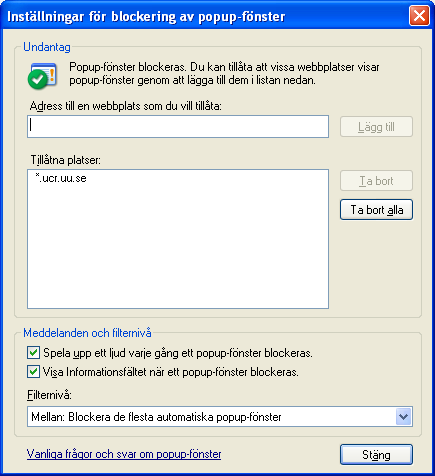 Inställningar för blockering av popup-fönster
Undantag
Popup-fönster blockeras. Du kan tillåta att vissa webbplatser visar
popup-fönster genom att lägga till dem i listan nedan.
Adress till en webbplats som du vill tillåta:
Lägg till
Tillåtna platser:
*.ucr.uu.se
Ta bort
Ta bort alla
Meddelanden och filternivå
Spela upp ett ljud varje gång ett popup-fönster blockeras.
Visa Informationsfältet när ett popup-fönster blockeras.
Filternivå:
Mellan: Blockera de flesta automatiska popup-fönster
Vanliga frågor och svar om popup-fönster
Stäng